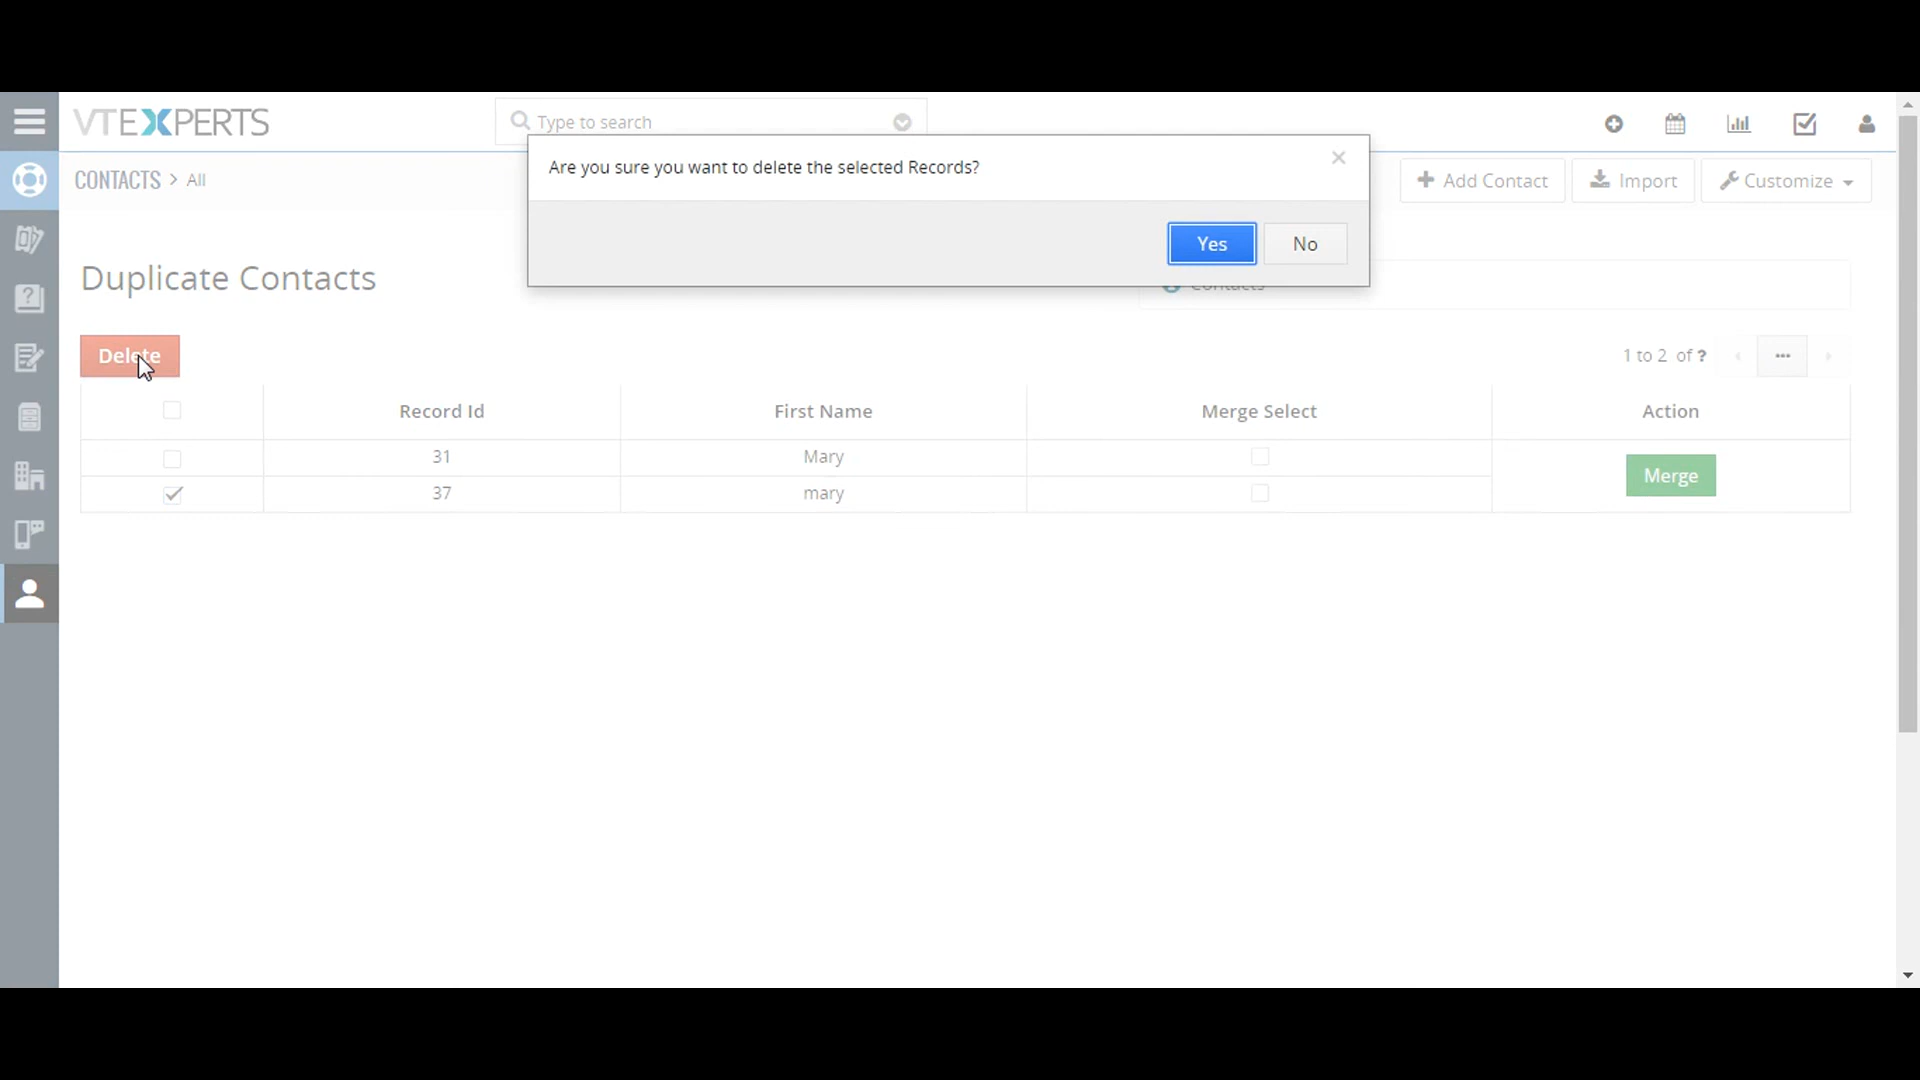 VTEXPERTS
Type to search
Are you sure you want to delete the selected Records?
×
CONTACTS > All
Add Contact
Import
Customize
Yes
No
Duplicate Contacts
Contacts
Delete
1 to 2 of ?
Record Id
First Name
Merge Select
Action
31
Mary
37
mary
Merge